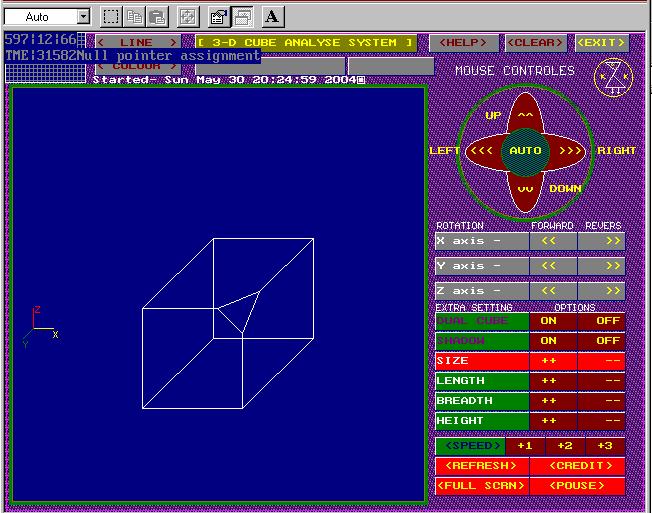 Auto
A
597|12|66
< LINE >
[ 3-D CUBE ANALYSE SYSTEM ]
<HELP>
<CLEAR>
<EXIT>
TME|31582Null pointer assignment
< COLOUR >
MOUSE CONTROLES
K K
Started- Sun May 30 20:24:59 2004
UP
^^
LEFT
<<<
AUTO
>>>
RIGHT
vv
DOWN
ROTATION FORWARD REVERS
X axis - << >>
Y axis - << >>
Z axis - << >>
EXTRA SETTING OPTIONS
DUAL CUBE ON OFF
SHADOW ON OFF
SIZE ++ --
LENGTH ++ --
BREADTH ++ --
HEIGHT ++ --
<SPEED> +1 +2 +3
<REFRESH> <CREDIT>
<FULL SCRN> <POUSE>
Z
X
Y